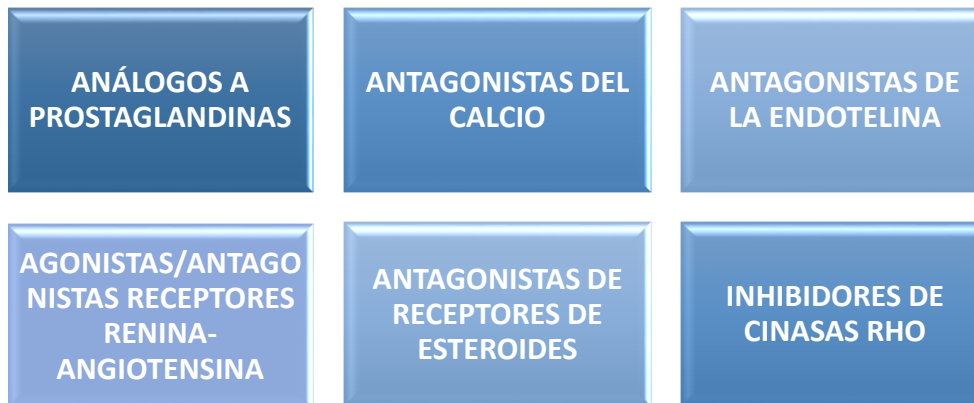 ANÁLOGOS A
PROSTAGLANDINAS
ANTAGONISTAS DEL
CALCIO
ANTAGONISTAS DE
LA ENDOTELINA
AGONISTAS/ANTAGO
NISTAS RECEPTORES
RENINA-
ANGIOTENSINA
ANTAGONISTAS DE
RECEPTORES DE
ESTEROIDES
INHIBIDORES DE
CINASAS RHO